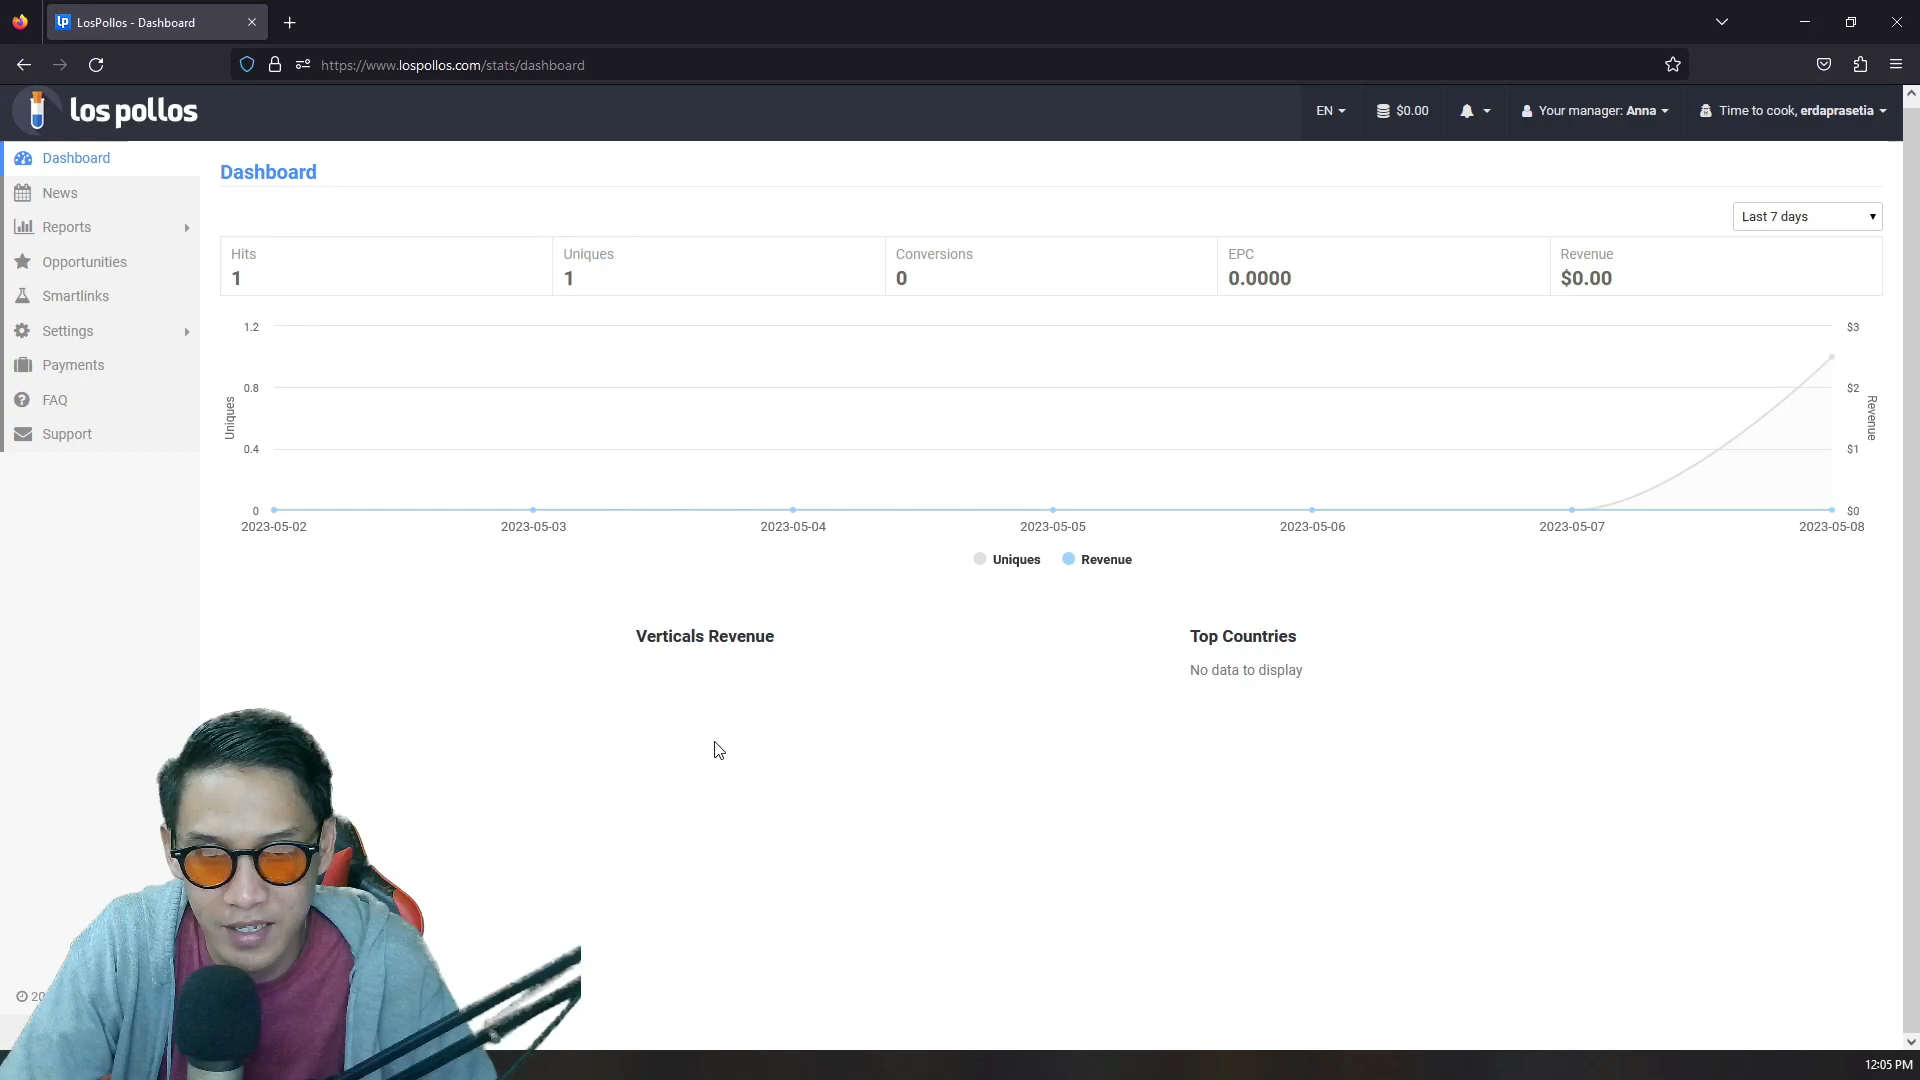 LosPollos - Dashboard
https://www.lospollos.com/stats/dashboard
los pollos
EN
$0.00
Your manager: Anna
Time to cook, erdaprasetia
Dashboard
News
Reports
Opportunities
Smartlinks
Settings
Payments
FAQ
Support
Dashboard
Last 7 days
Hits
1
Uniques
1
Conversions
0
EPC
0.0000
Revenue
$0.00
1.2
0.8
0.4
0
Uniques
$3
$2
$1
$0
Revenue
2023-05-02
2023-05-03
2023-05-04
2023-05-05
2023-05-06
2023-05-07
2023-05-08
Uniques
Revenue
Verticals Revenue
Top Countries
No data to display
12:05 PM